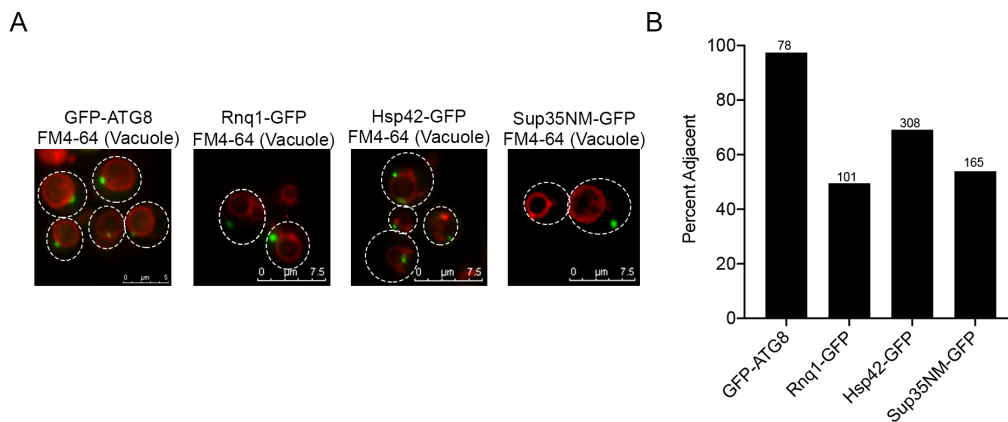 A
GFP-ATG8
FM4-64 (Vacuole)
Rnq1-GFP
FM4-64 (Vacuole)
Hsp42-GFP
FM4-64 (Vacuole)
Sup35NM-GFP
FM4-64 (Vacuole)
0 µm 5
0 µm 7.5
0 µm 7.5
0 µm 7.5
B
Percent Adjacent
100
80
60
40
20
0
78
101
308
165
GFP-ATG8
Rnq1-GFP
Hsp42-GFP
Sup35NM-GFP